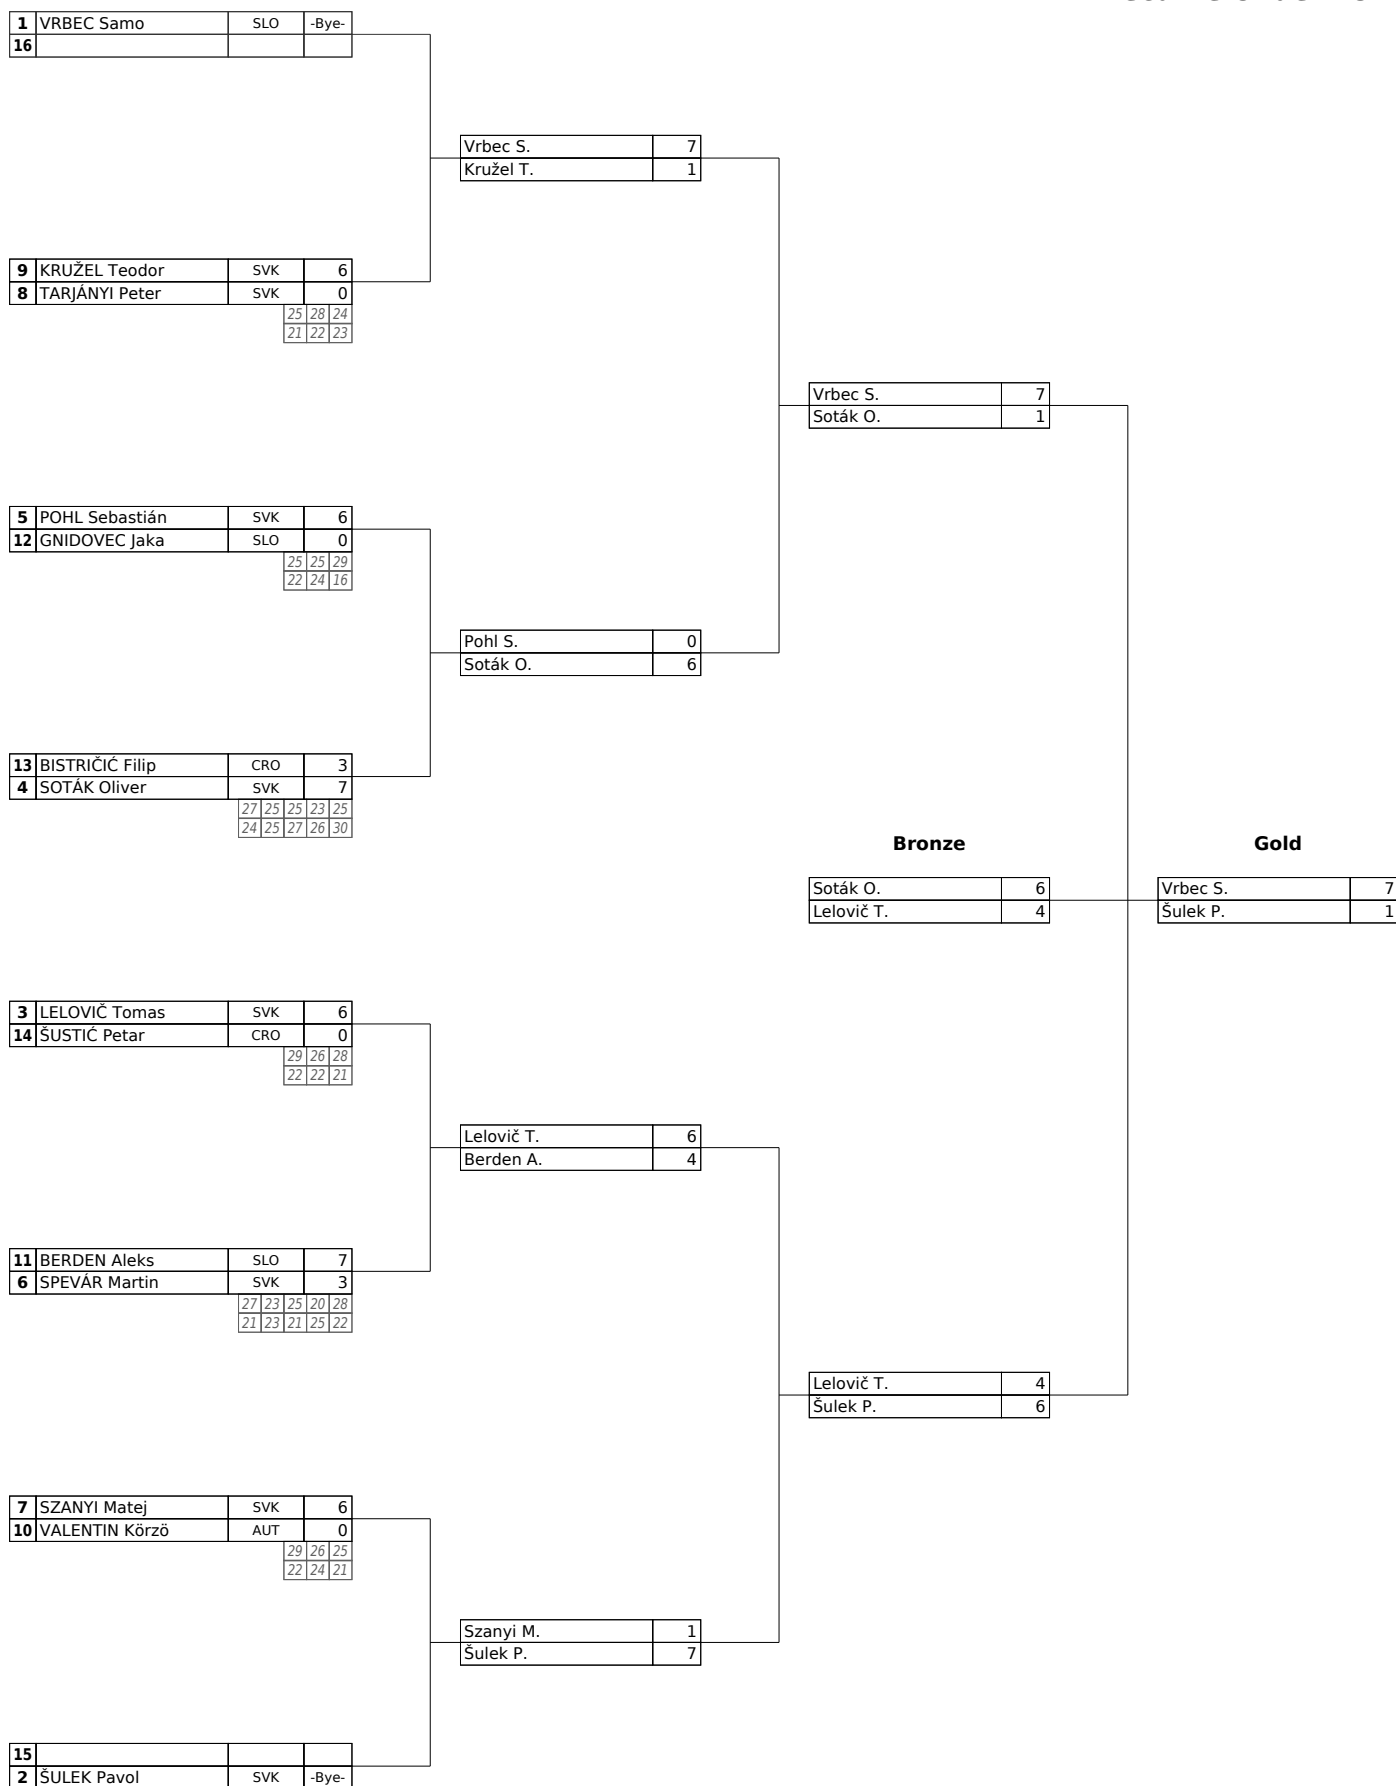 1 VRBEC Samo SLO -Bye-
16
Vrbec S. 7
Kružel T. 1
9 KRUŽEL Teodor SVK 6
8 TARJÁNYI Peter SVK 0
25 28 24
21 22 23
Vrbec S. 7
Soták O. 1
5 POHL Sebastián SVK 6
12 GNIDOVEC Jaka SLO 0
25 25 29
22 24 16
Pohl S. 0
Soták O. 6
13 BISTRIČIĆ Filip CRO 3
4 SOTÁK Oliver SVK 7
27 25 25 23 25
24 25 27 26 30
Bronze Gold
Soták O. 6 Vrbec S. 7
Lelovič T. 4 Šulek P. 1
3 LELOVIČ Tomas SVK 6
14 ŠUSTIĆ Petar CRO 0
29 26 28
22 22 21
Lelovič T. 6
Berden A. 4
11 BERDEN Aleks SLO 7
6 SPEVÁR Martin SVK 3
27 23 25 20 28
21 23 21 25 22
Lelovič T. 4
Šulek P. 6
7 SZANYI Matej SVK 6
10 VALENTIN Körzö AUT 0
29 26 25
22 24 21
Szanyi M. 1
Šulek P. 7
15
2 ŠULEK Pavol SVK -Bye-